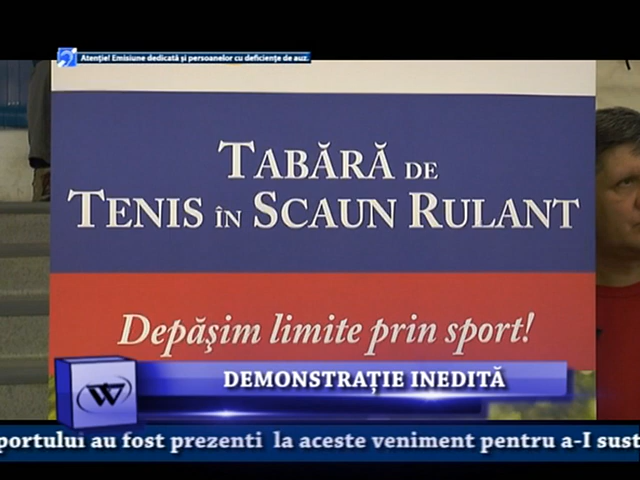 Atenție! Emisiune dedicată și persoanelor cu deficiențe de auz.
TABĂRĂ DE
TENIS ÎN SCAUN RULANT
Depășim limite prin sport!
W
DEMONSTRAȚIE INEDITĂ
portului au fost prezenti la aceste veniment pentru a-I sust